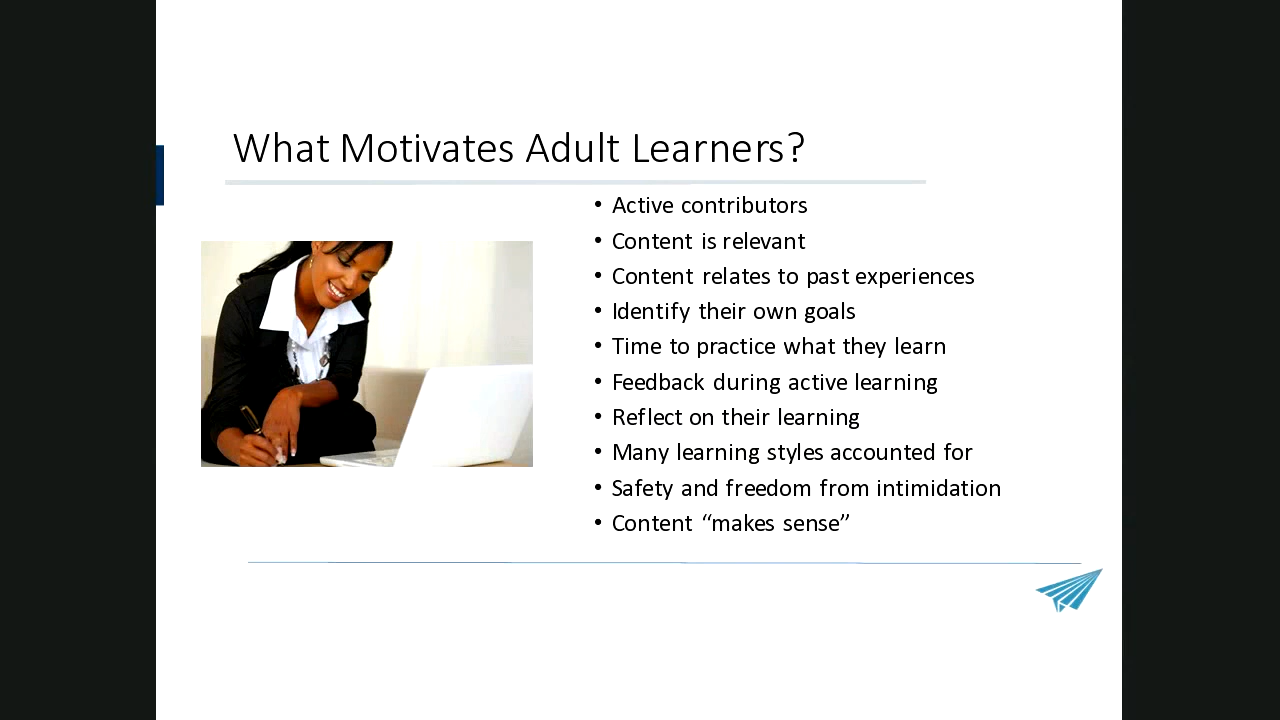 What Motivates Adult Learners?
• Active contributors
• Content is relevant
• Content relates to past experiences
• Identify their own goals
• Time to practice what they learn
• Feedback during active learning
• Reflect on their learning
• Many learning styles accounted for
• Safety and freedom from intimidation
• Content “makes sense”